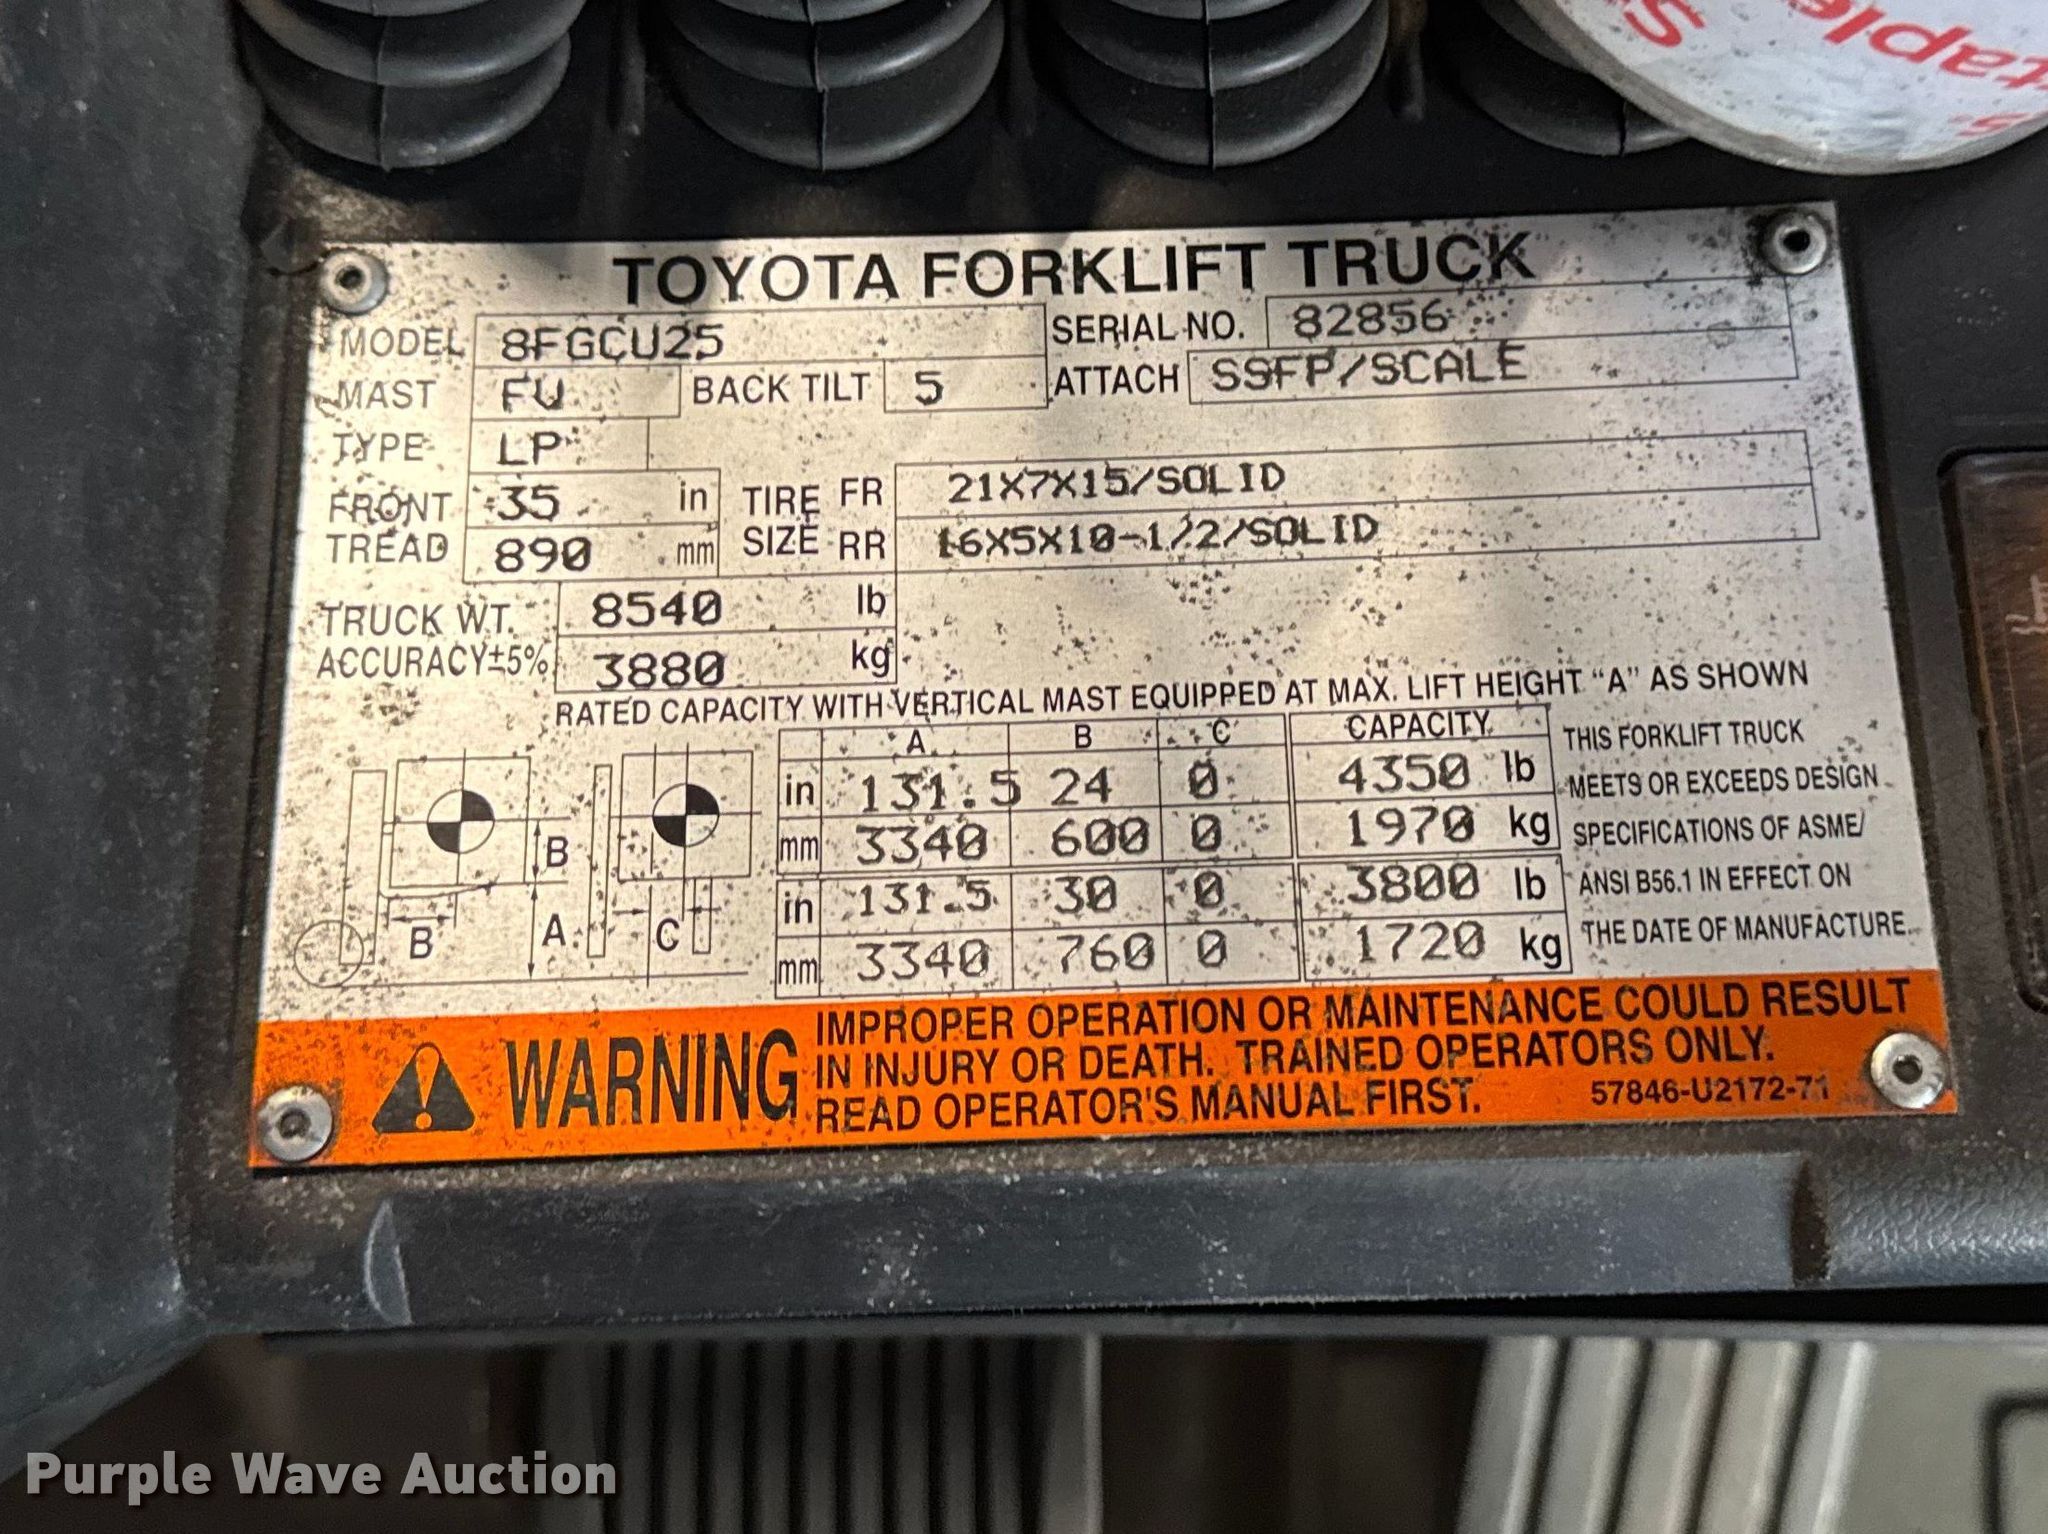 Staples
TOYOTA FORKLIFT TRUCK
MODEL 8FGCU25 SERIAL NO. 82856
MAST FV BACK TILT 5 ATTACH SSFP/SCALE
TYPE LP
FRONT TREAD 35 in TIRE SIZE FR 21X7X15/SOLID
890 mm RR 16X5X10-1/2/SOLID
TRUCK WT. 8540 lb
ACCURACY±5% 3880 kg
RATED CAPACITY WITH VERTICAL MAST EQUIPPED AT MAX. LIFT HEIGHT "A" AS SHOWN
A B C CAPACITY
in 131.5 24 0 4350 lb
mm 3340 600 0 1970 kg
in 131.5 30 0 3800 lb
mm 3340 760 0 1720 kg
B
B A C
THIS FORKLIFT TRUCK
MEETS OR EXCEEDS DESIGN
SPECIFICATIONS OF ASME/
ANSI B56.1 IN EFFECT ON
THE DATE OF MANUFACTURE.
WARNING
IMPROPER OPERATION OR MAINTENANCE COULD RESULT
IN INJURY OR DEATH. TRAINED OPERATORS ONLY.
READ OPERATOR'S MANUAL FIRST. 57846-U2172-71
Purple Wave Auction